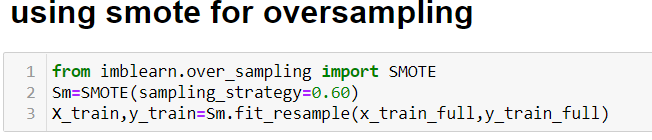 using smote for oversampling
1 from imblearn.over_sampling import SMOTE
2 Sm=SMOTE(sampling_strategy=0.60)
3 X_train,y_train=Sm.fit_resample(x_train_full,y_train_full)